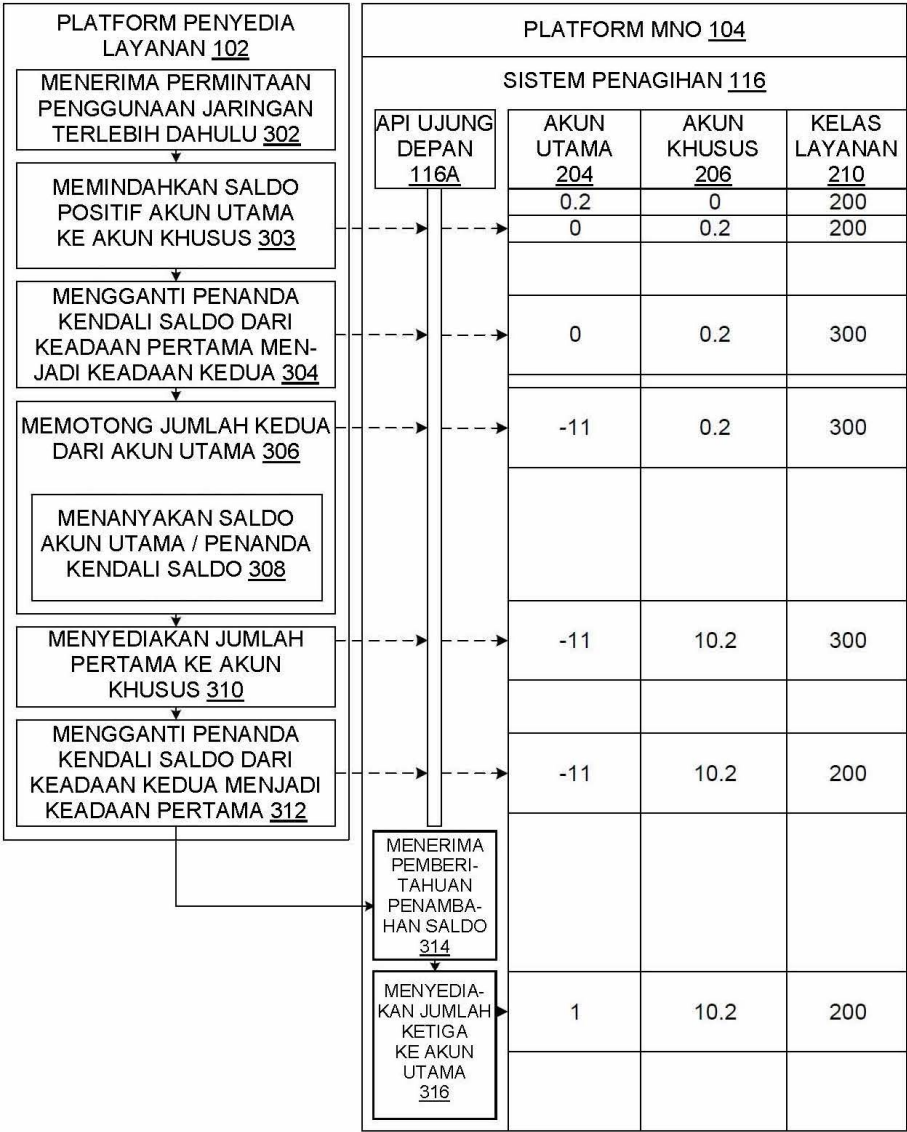 PLATFORM PENYEDIA
LAYANAN 102
MENERIMA PERMINTAAN
PENGGUNAAN JARINGAN
TERLEBIH DAHULU 302
MEMINDAHKAN SALDO
POSITIF AKUN UTAMA
KE AKUN KHUSUS 303
MENGGANTI PENANDA
KENDALI SALDO DARI
KEADAAN PERTAMA MEN-
JADI KEADAAN KEDUA 304
MEMOTONG JUMLAH KEDUA
DARI AKUN UTAMA 306
MENANYAKAN SALDO
AKUN UTAMA / PENANDA
KENDALI SALDO 308
MENYEDIAKAN JUMLAH
PERTAMA KE AKUN
KHUSUS 310
MENGGANTI PENANDA
KENDALI SALDO DARI
KEADAAN KEDUA MENJADI
KEADAAN PERTAMA 312
PLATFORM MNO 104
SISTEM PENAGIHAN 116
API UJUNG
DEPAN
116A
AKUN
UTAMA
204
AKUN
KHUSUS
206
KELAS
LAYANAN
210
0.2 0 200
0 0.2 200
0 0.2 300
-11 0.2 300
-11 10.2 300
-11 10.2 200
MENERIMA
PEMBERI-
TAHUAN
PENAMBA-
HAN SALDO
314
MENYEDIA-
KAN JUMLAH
KETIGA
KE AKUN
UTAMA
316
1 10.2 200